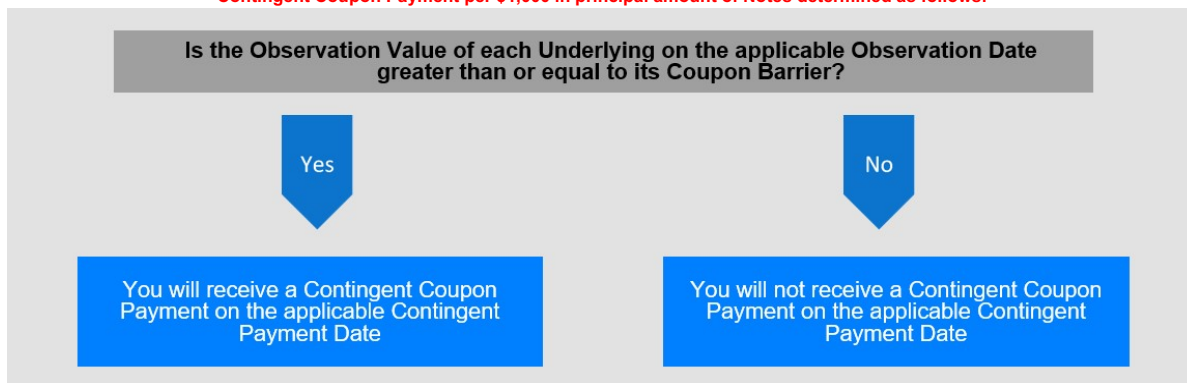 Contingent Coupon Payment per $1,000 in principal amount of Notes determined as follows:
Is the Observation Value of each Underlying on the applicable Observation Date
greater than or equal to its Coupon Barrier?
Yes
No
You will receive a Contingent Coupon
Payment on the applicable Contingent
Payment Date
You will not receive a Contingent Coupon
Payment on the applicable Contingent
Payment Date